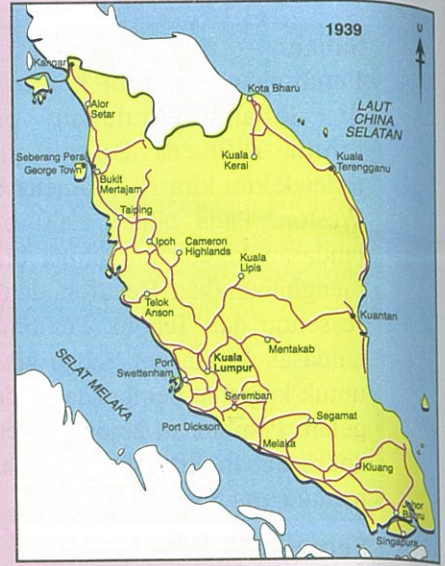 1939
U
Kangar
Kota Bharu
Alor
Setar
LAUT
CHINA
SELATAN
Seberang Perai
George Town
Kuala
Kerai
Kuala
Terengganu
Bukit
Mertajam
Taiping
Ipoh
Cameron
Highlands
Kuala
Lipis
Telok
Anson
Kuantan
Mentakab
SELAT MELAKA
Port
Swettenham
Kuala
Lumpur
Seremban
Port Dickson
Segamat
Melaka
Kluang
Johor
Bahru
Singapura